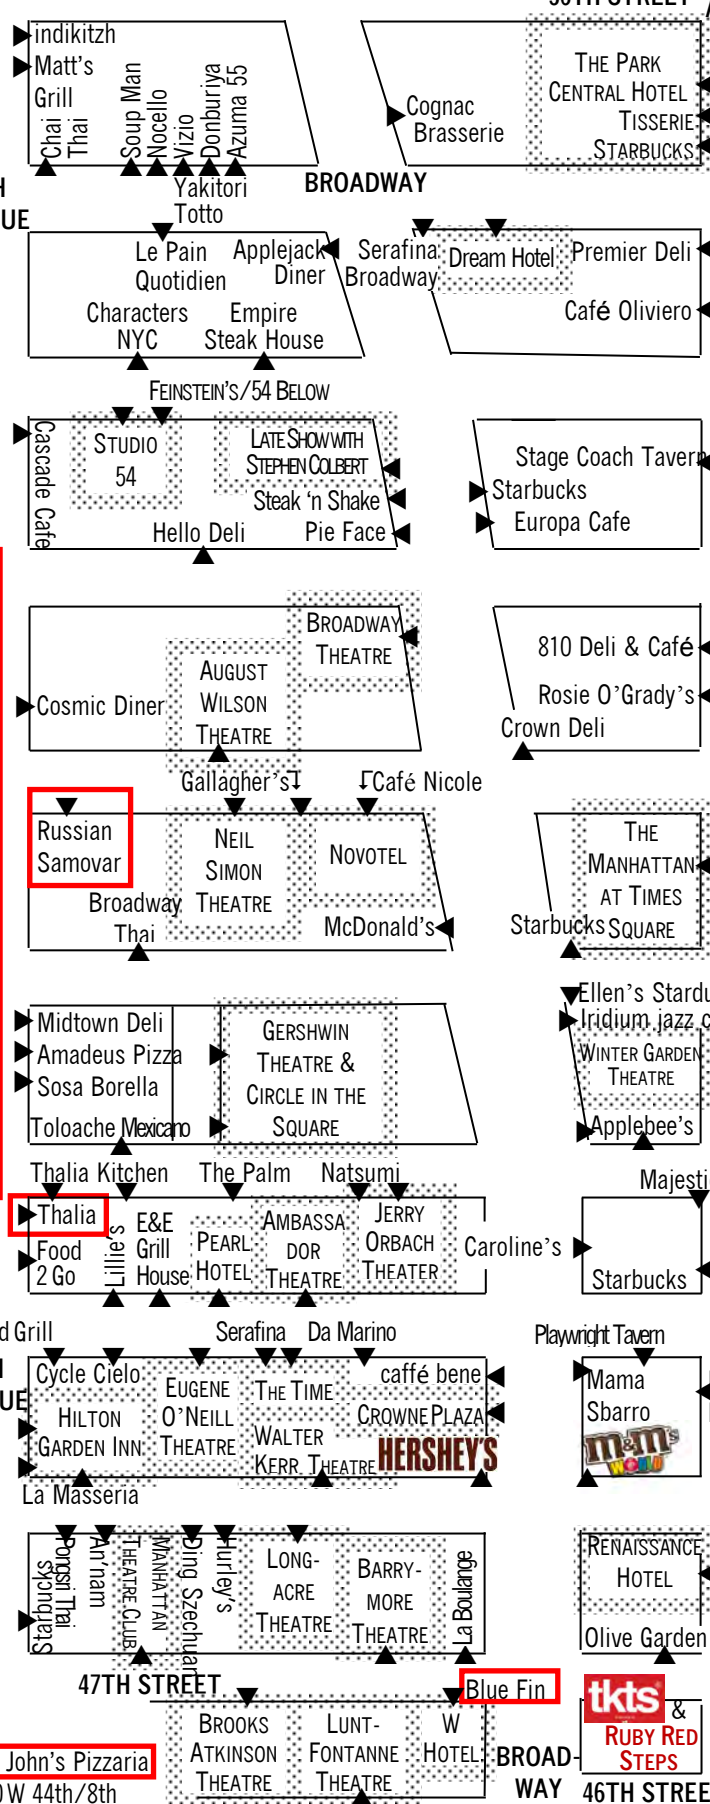 indikitzh
Matt's
Grill
Chai
Thai
Soup Man
Nocello
Vizio
Donburiya
Azuma 55
Yakitori
Totto
Cognac
Brasserie
THE PARK
CENTRAL HOTEL
TISSERIE
STARBUCKS
BROADWAY
UE
Le Pain
Quotidien
Applejack
Diner
Characters
NYC
Empire
Steak House
Serafina
Broadway
Dream Hotel
Premier Deli
Café Oliviero
FEINSTEIN'S/54 BELOW
Cascade Cafe
STUDIO
54
LATE SHOW WITH
STEPHEN COLBERT
Steak 'n Shake
Hello Deli
Pie Face
Stage Coach Tavern
Starbucks
Europa Cafe
BROADWAY
THEATRE
AUGUST
WILSON
THEATRE
Cosmic Diner
810 Deli & Café
Rosie O'Grady's
Crown Deli
Gallagher's
Café Nicole
Russian
Samovar
NEIL
SIMON
THEATRE
NOVOTEL
Broadway
Thai
McDonald's
THE
MANHATTAN
AT TIMES
SQUARE
Starbucks
Midtown Deli
Amadeus Pizza
Sosa Borella
Toloache Mexicano
GERSHWIN
THEATRE &
CIRCLE IN THE
SQUARE
Ellen's Stardu
Iridium jazz c
WINTER GARDEN
THEATRE
Applebee's
Thalia Kitchen
The Palm
Natsumi
Majesti
Thalia
Food
2 Go
Lillie's
E&E
Grill
House
PEARL
HOTEL
AMBASSA
DOR
THEATRE
JERRY
ORBACH
THEATER
Caroline's
Starbucks
d Grill
Serafina
Da Marino
Playwright Tavern
UE
Cycle Cielo
HILTON
GARDEN INN
EUGENE
O'NEILL
THEATRE
THE TIME
WALTER
KERR THEATRE
caffé bene
CROWNE PLAZA
HERSHEY'S
Mama
Sbarro
m&m's
WORLD
La Masseria
Starbucks
Pongsri Thai
An'nam
MANHATTAN
THEATRE CLUB
Ding Szechuan
Hurley's
LONG-
ACRE
THEATRE
BARRY-
MORE
THEATRE
La Boulange
RENAISSANCE
HOTEL
Olive Garden
47TH STREET
Blue Fin
BROOKS
ATKINSON
THEATRE
LUNT-
FONTANNE
THEATRE
W
HOTEL
BROAD-
WAY
tkts
&
RUBY RED
STEPS
John's Pizzaria
W 44th/8th
46TH STREE